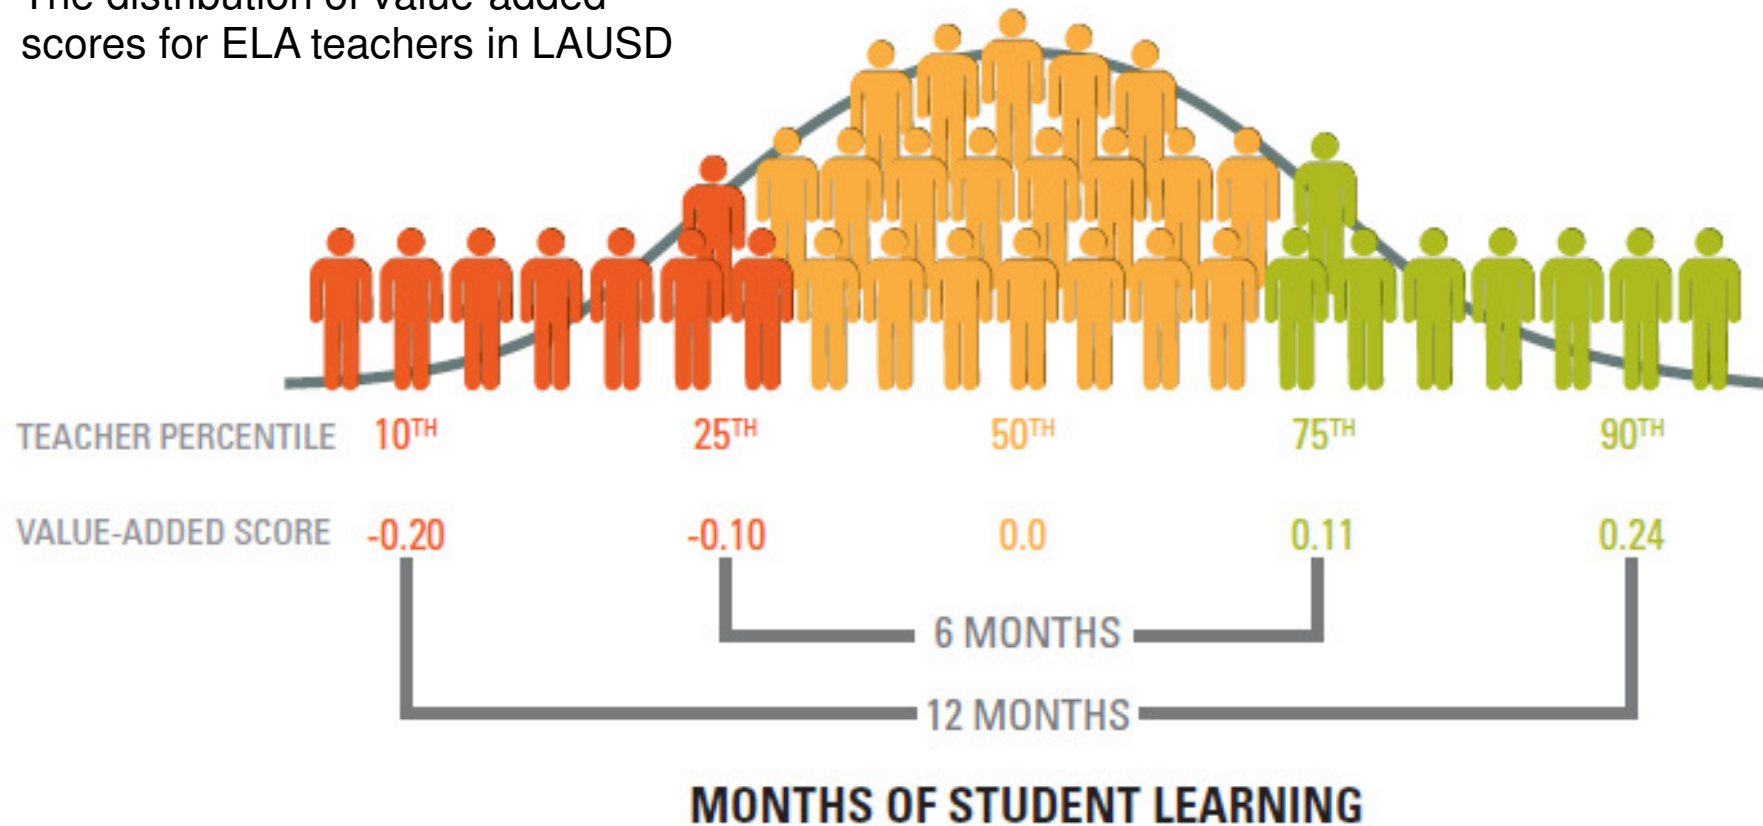 The distribution of value-added
scores for ELA teachers in LAUSD
TEACHER PERCENTILE 10TH 25TH 50TH 75TH 90TH
VALUE-ADDED SCORE -0.20 -0.10 0.0 0.11 0.24
6 MONTHS
12 MONTHS
MONTHS OF STUDENT LEARNING